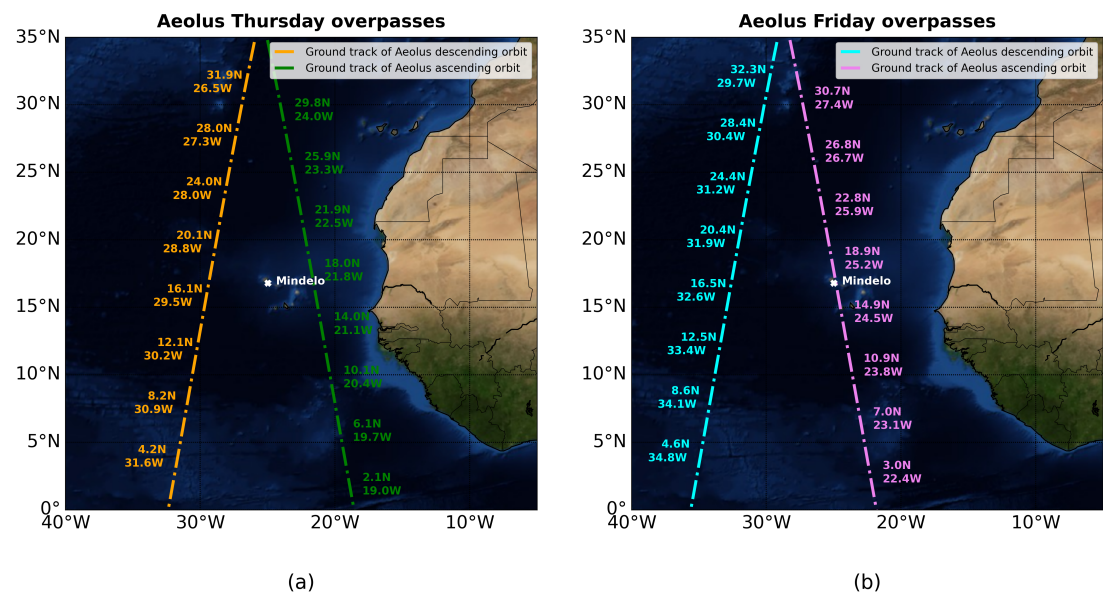 Aeolus Thursday overpasses
35°N
30°N
25°N
20°N
15°N
10°N
5°N
0°
40°W
30°W
20°W
10°W
Ground track of Aeolus descending orbit
Ground track of Aeolus ascending orbit
31.9N
26.5W
28.0N
27.3W
24.0N
28.0W
20.1N
28.8W
16.1N
29.5W
12.1N
30.2W
8.2N
30.9W
4.2N
31.6W
29.8N
24.0W
25.9N
23.3W
21.9N
22.5W
18.0N
21.8W
14.0N
21.1W
10.1N
20.4W
6.1N
19.7W
2.1N
19.0W
Mindelo
(a)
Aeolus Friday overpasses
35°N
30°N
25°N
20°N
15°N
10°N
5°N
0°
40°W
30°W
20°W
10°W
Ground track of Aeolus descending orbit
Ground track of Aeolus ascending orbit
32.3N
29.7W
28.4N
30.4W
24.4N
31.2W
20.4N
31.9W
16.5N
32.6W
12.5N
33.4W
8.6N
34.1W
4.6N
34.8W
30.7N
27.4W
26.8N
26.7W
22.8N
25.9W
18.9N
25.2W
14.9N
24.5W
10.9N
23.8W
7.0N
23.1W
3.0N
22.4W
Mindelo
(b)